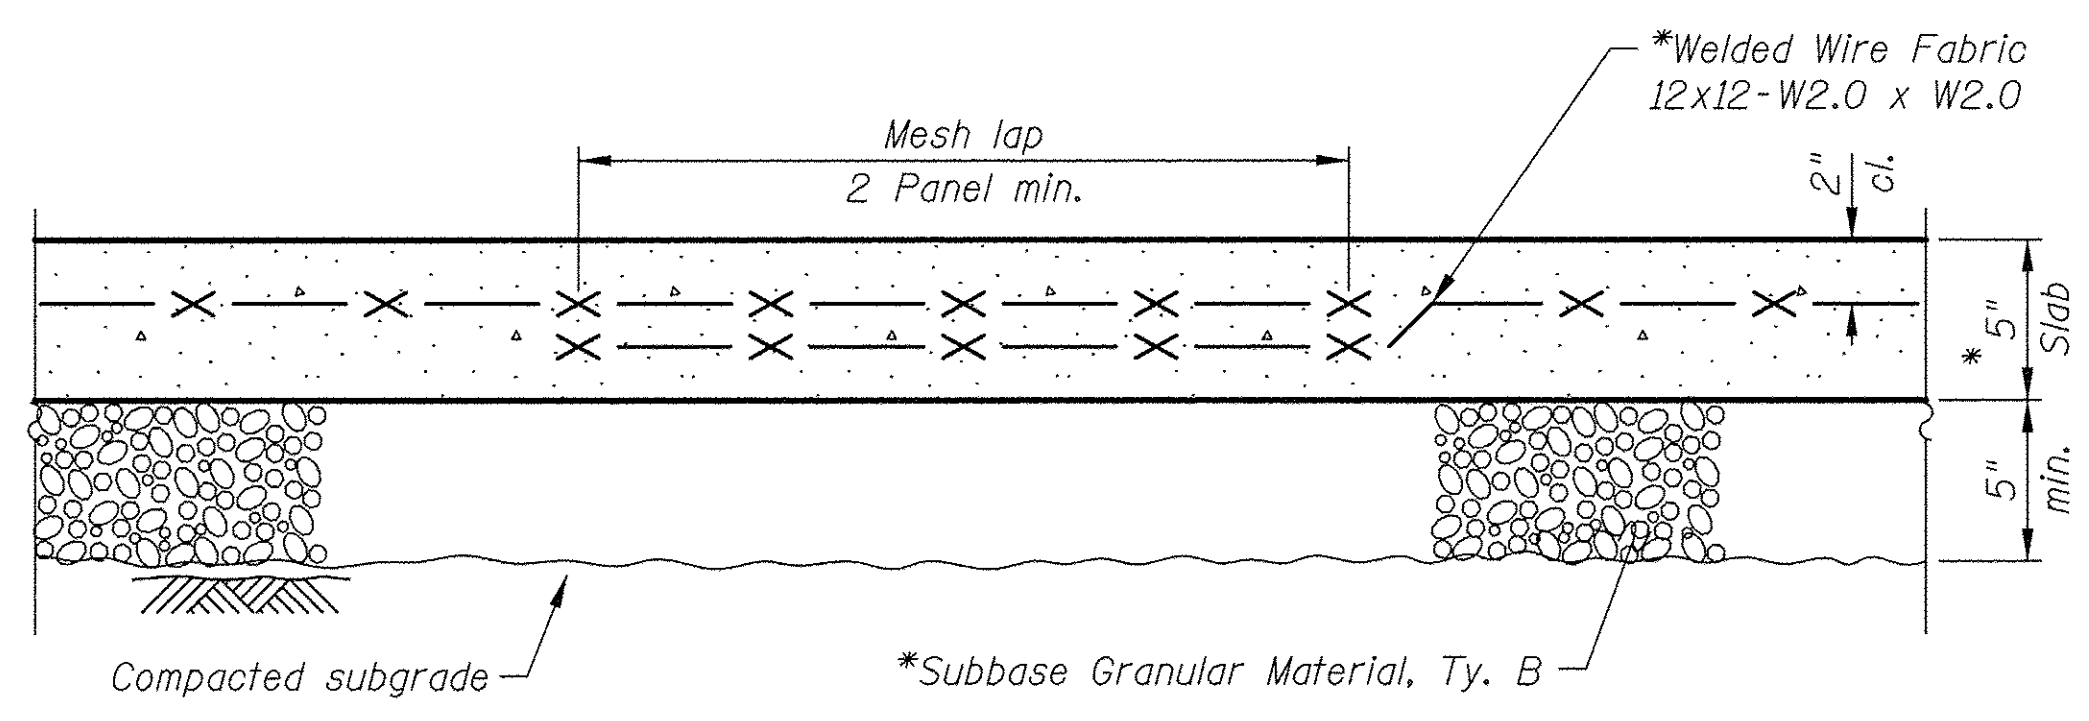 *Welded Wire Fabric
12x12-W2.0 x W2.0
Mesh lap
2 Panel min.
2"
cl.
* 5"
Slab
5"
min.
Compacted subgrade
*Subbase Granular Material, Ty. B